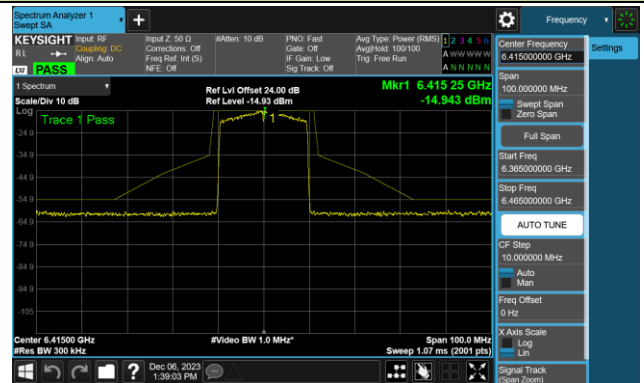 Spectrum Analyzer 1
Swept SA
Frequency
KEYSIGHT
RL
PASS
Input: RF
Coupling: DC
Align: Auto
Input Z: 50 Ω
Corrections: Off
Freq Ref: Int (S)
NFE: Off
#Atten: 10 dB
PNO: Fast
Gate: Off
IF Gain: Low
Sig Track: Off
Avg Type: Power (RMS)
Avg|Hold: 100/100
Trig: Free Run
1 2 3 4 5 6
A W W W W W
A N N N N N
1 Spectrum
Scale/Div 10 dB
Ref Lvl Offset 24.00 dB
Ref Level -14.93 dBm
Mkr1 6.415 25 GHz
-14.943 dBm
Log
Trace 1 Pass
1
-24.9
-34.9
-44.9
-54.9
-64.9
-74.9
-84.9
-94.9
-105
Center 6.41500 GHz
#Res BW 300 kHz
#Video BW 1.0 MHz*
Span 100.0 MHz
Sweep 1.07 ms (2001 pts)
?
Dec 06, 2023
1:39:03 PM
Center Frequency
6.415000000 GHz
Settings
Span
100.000000 MHz
Swept Span
Zero Span
Full Span
Start Freq
6.365000000 GHz
Stop Freq
6.465000000 GHz
AUTO TUNE
CF Step
10.000000 MHz
Auto
Man
Freq Offset
0 Hz
X Axis Scale
Log
Lin
Signal Track
(Span Zoom)